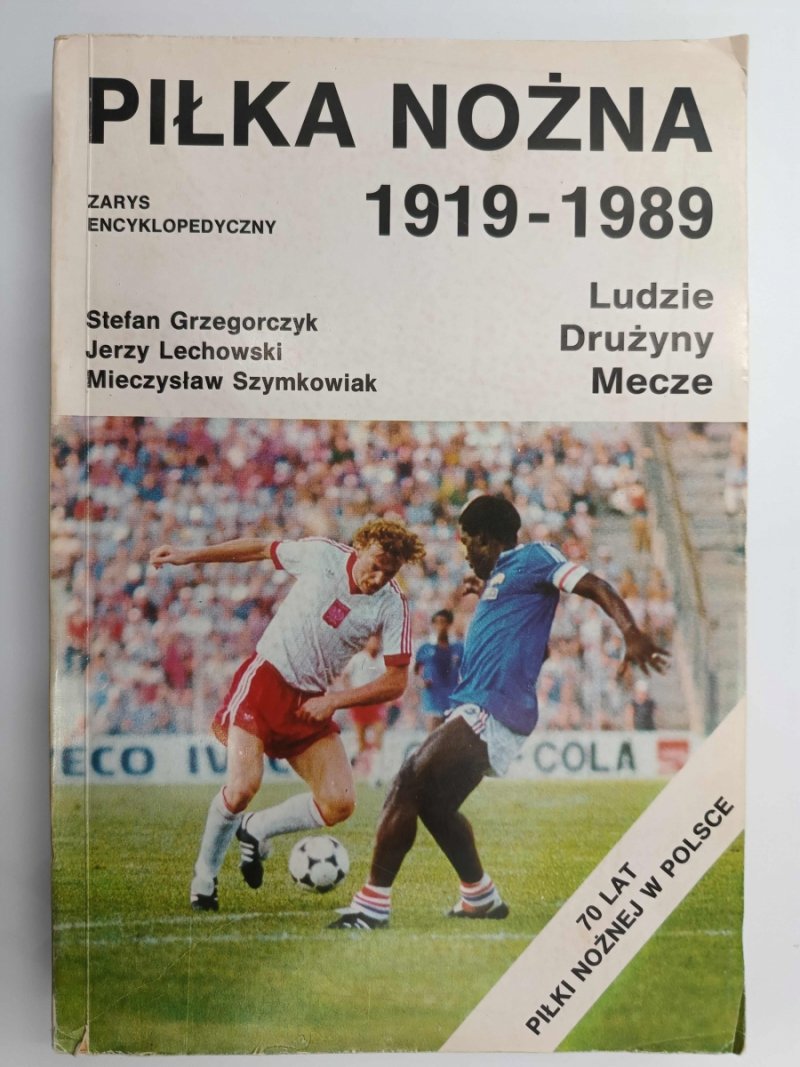 PIŁKA NOŻNA
1919-1989
ZARYS
ENCYKLOPEDYCZNY
Ludzie
Drużyny
Mecze
Stefan Grzegorczyk
Jerzy Lechowski
Mieczysław Szymkowiak
ECO IV
COLA
70 LAT
PIŁKI NOŻNEJ W POLSCE